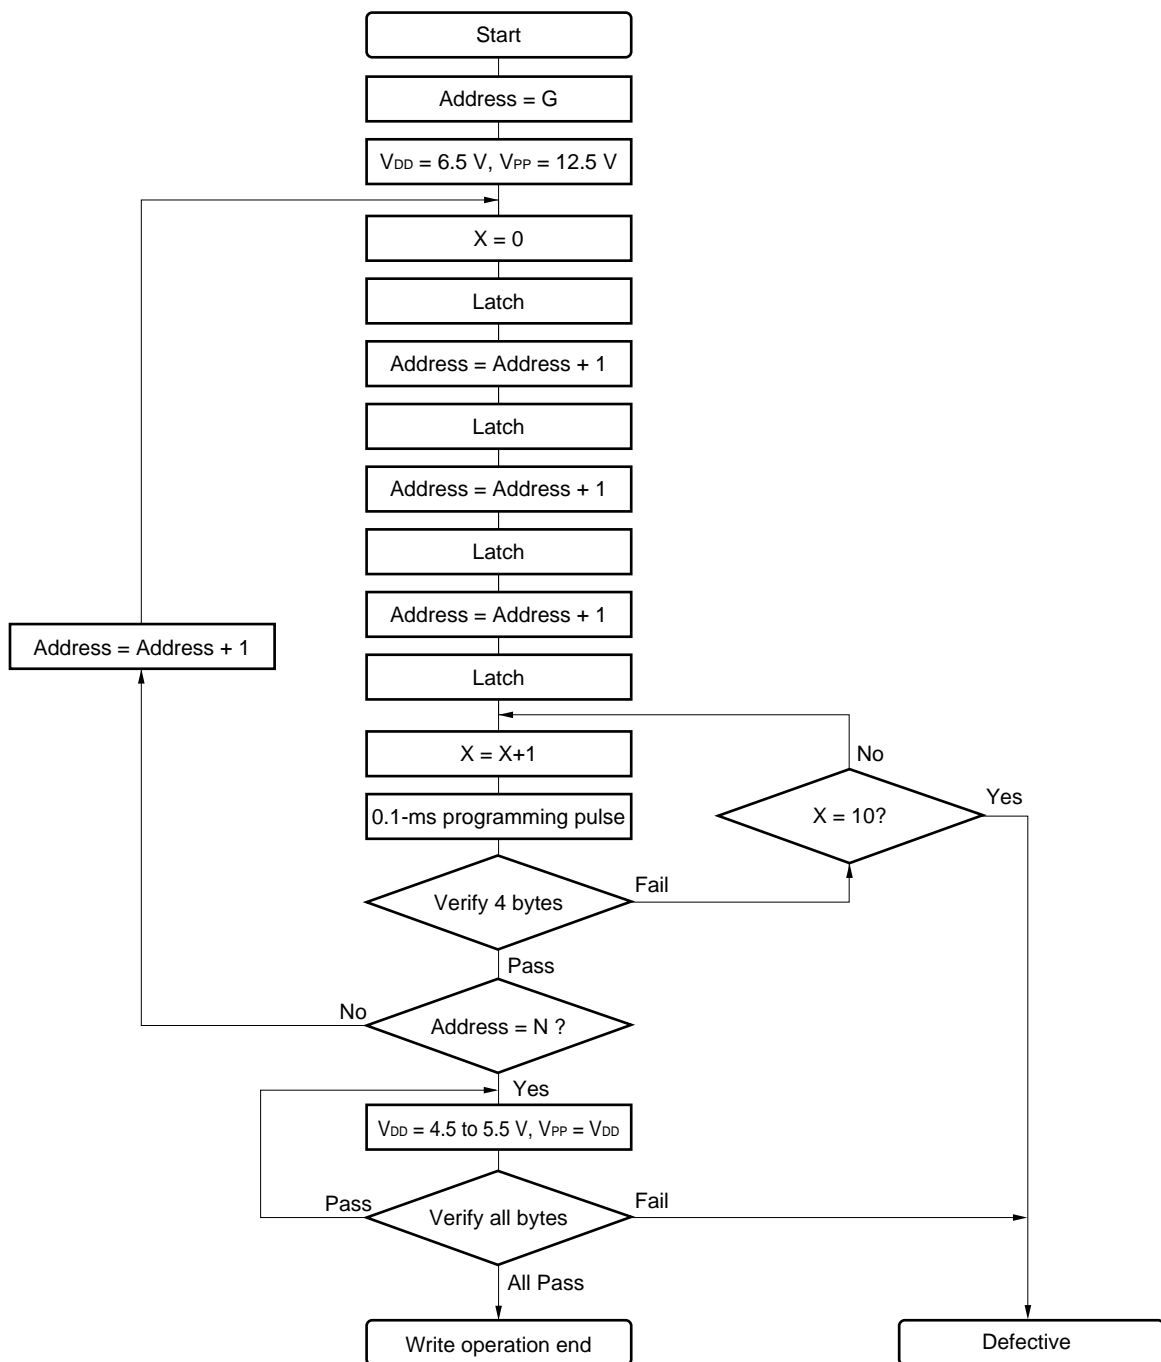 Start
Address = G
VDD = 6.5 V, VPP = 12.5 V
X = 0
Latch
Address = Address + 1
Latch
Address = Address + 1
Latch
Address = Address + 1
Address = Address + 1
Latch
X = X+1
No
0.1-ms programming pulse
X = 10?
Yes
Verify 4 bytes
Fail
Pass
No
Address = N ?
Yes
VDD = 4.5 to 5.5 V, VPP = VDD
Pass
Verify all bytes
Fail
All Pass
Write operation end
Defective